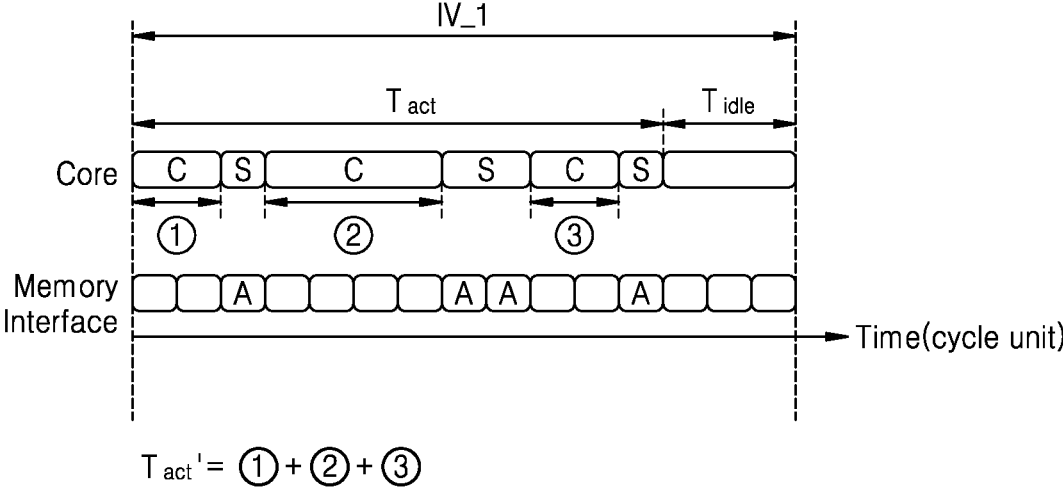 IV_1
T act T idle
Core C S C S C S
① ② ③
Memory Interface A A A A
Time(cycle unit)
T act' = ① + ② + ③